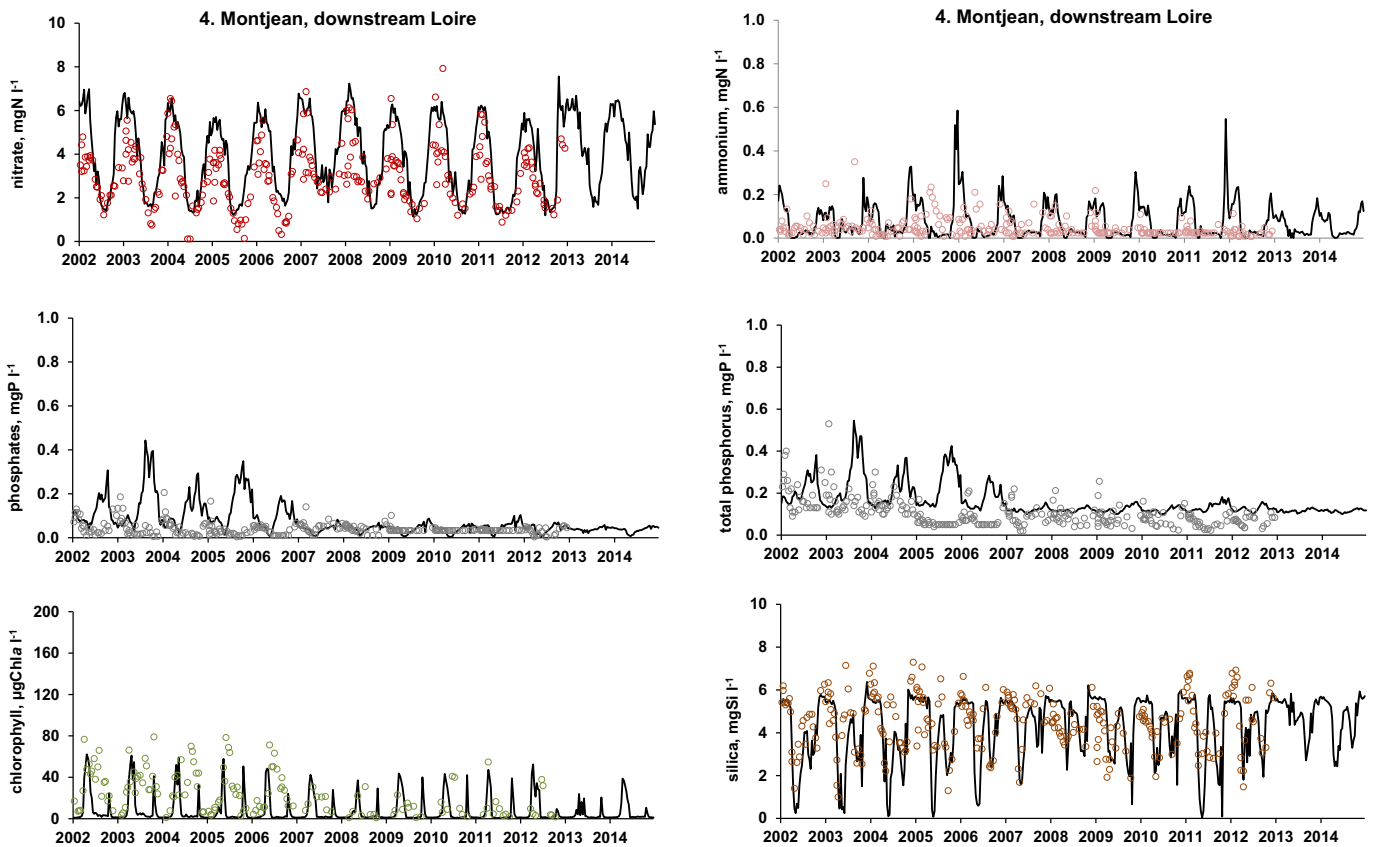 4. Montjean, downstream Loire
nitrate, mgN l-1
10
8
6
4
2
0
2002 2003 2004 2005 2006 2007 2008 2009 2010 2011 2012 2013 2014
4. Montjean, downstream Loire
ammonium, mgN l-1
1.0
0.8
0.6
0.4
0.2
0.0
2002 2003 2004 2005 2006 2007 2008 2009 2010 2011 2012 2013 2014
phosphates, mgP l-1
1.0
0.8
0.6
0.4
0.2
0.0
2002 2003 2004 2005 2006 2007 2008 2009 2010 2011 2012 2013 2014
total phosphorus, mgP l-1
1.0
0.8
0.6
0.4
0.2
0.0
2002 2003 2004 2005 2006 2007 2008 2009 2010 2011 2012 2013 2014
chlorophyll, µgChla l-1
200
160
120
80
40
0
2002 2003 2004 2005 2006 2007 2008 2009 2010 2011 2012 2013 2014
silica, mgSi l-1
10
8
6
4
2
0
2002 2003 2004 2005 2006 2007 2008 2009 2010 2011 2012 2013 2014